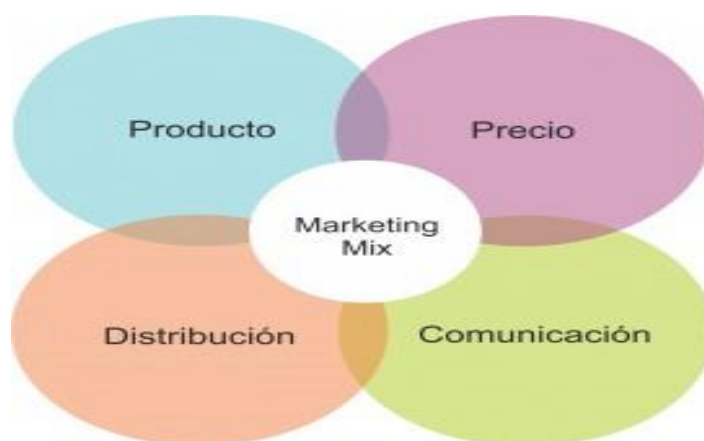 Producto
Precio
Marketing
Mix
Distribución
Comunicación